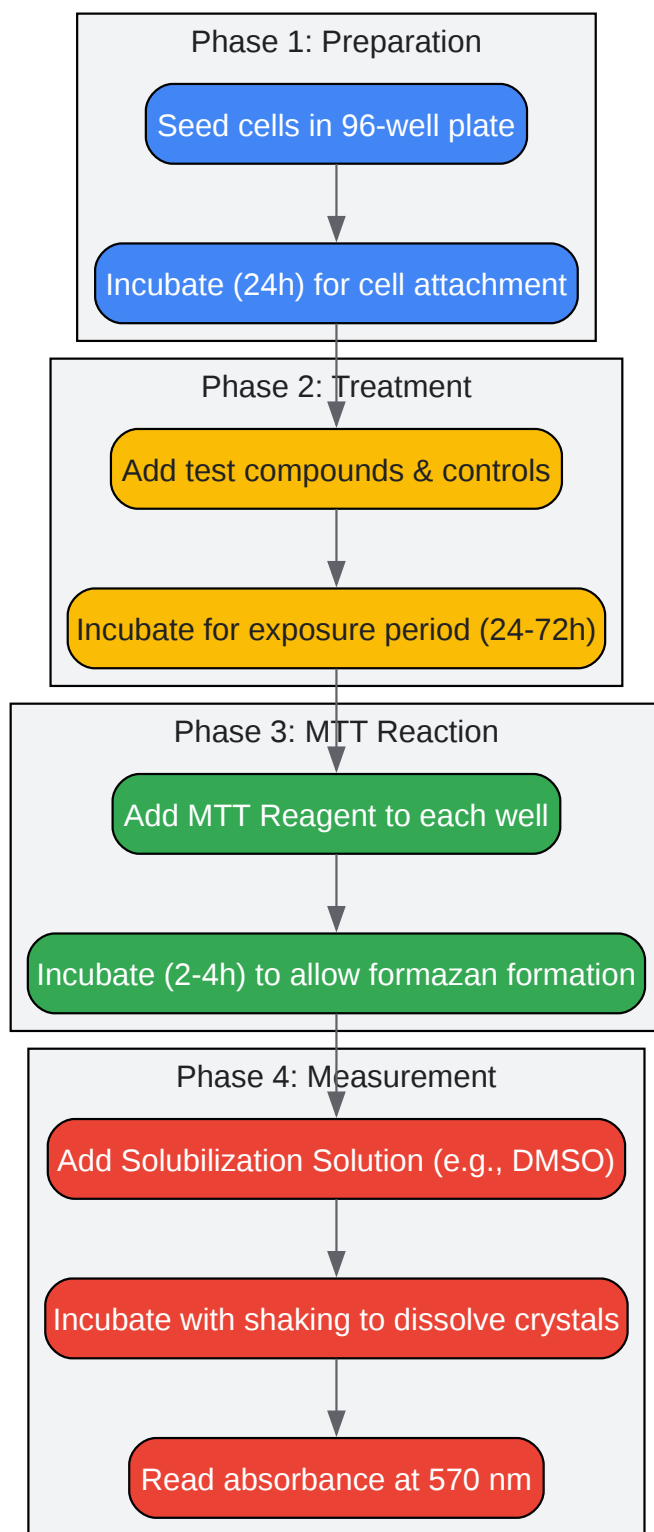 Phase 1: Preparation
Seed cells in 96-well plate
Incubate (24h) for cell attachment
Phase 2: Treatment
Add test compounds & controls
Incubate for exposure period (24-72h)
Phase 3: MTT Reaction
Add MTT Reagent to each well
Incubate (2-4h) to allow formazan formation
Phase 4: Measurement
Add Solubilization Solution (e.g., DMSO)
Incubate with shaking to dissolve crystals
Read absorbance at 570 nm